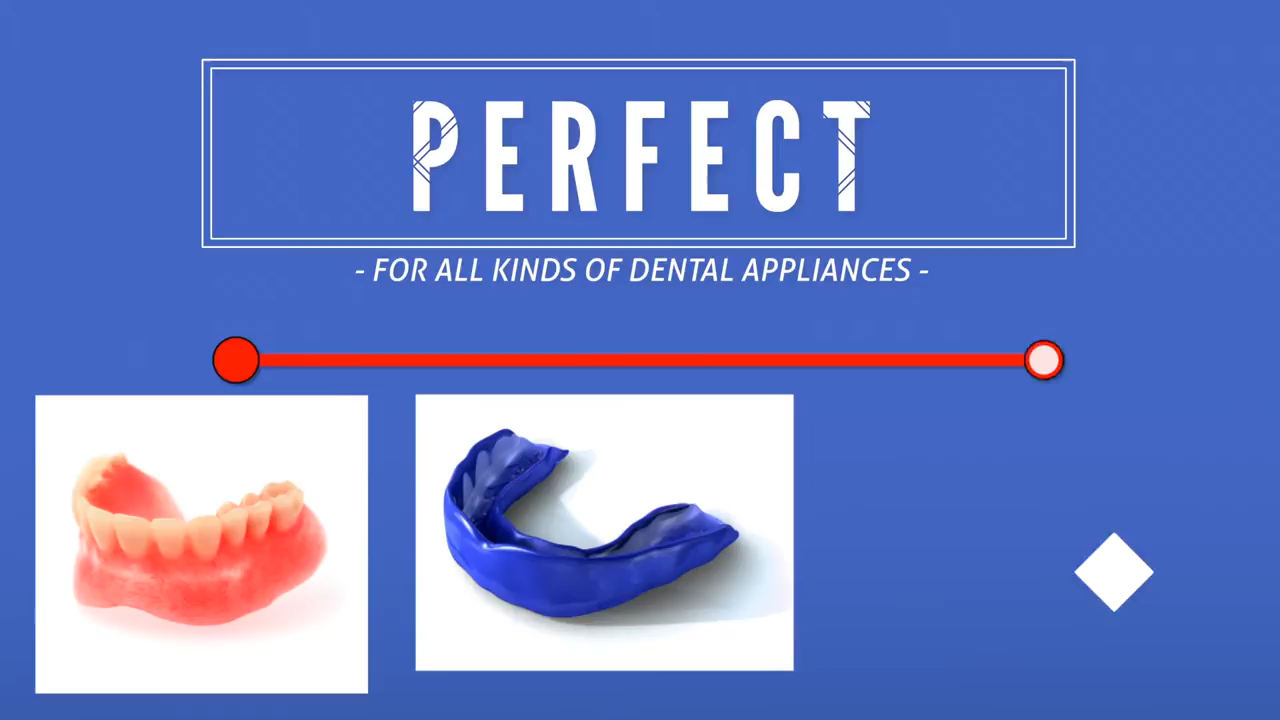 PERFECT
- FOR ALL KINDS OF DENTAL APPLIANCES -